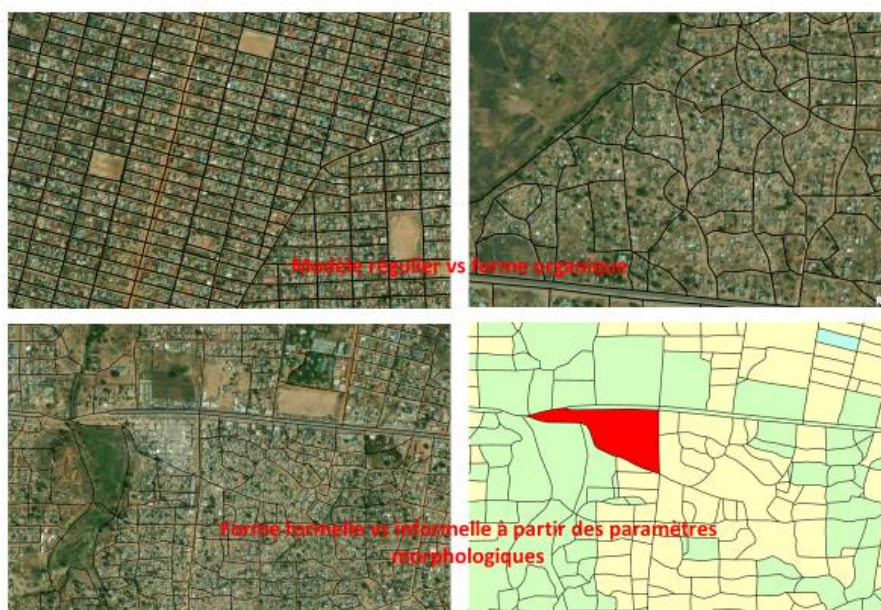 Modèle régulier vs forme organique
Forme formelle vs informelle à partir des paramètres
morphologiques